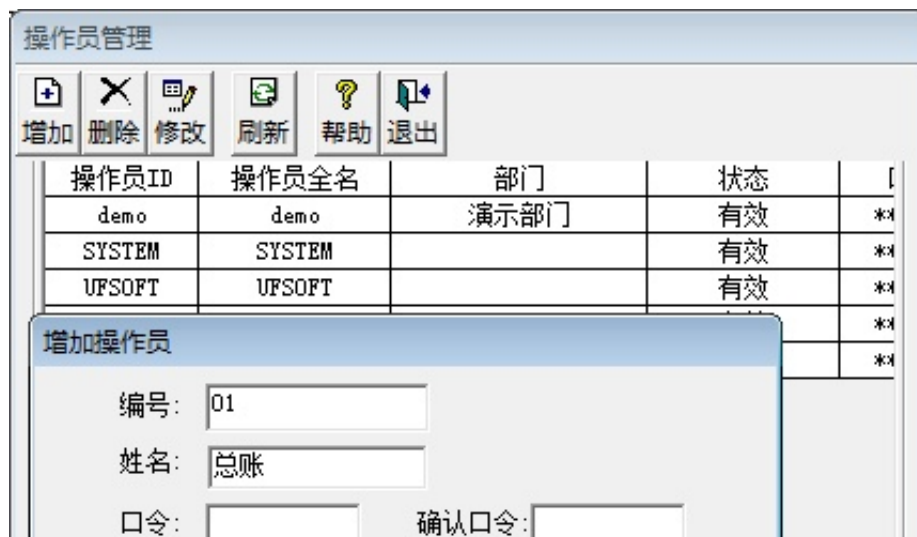 操作员管理
增加 删除 修改 刷新 帮助 退出
操作员ID 操作员全名 部门 状态
demo demo 演示部门 有效 **
SYSTEM SYSTEM 有效 **
UFSOFT UFSOFT 有效 **
**
**
增加操作员
编号: 01
姓名: 总账
口令: 确认口令: